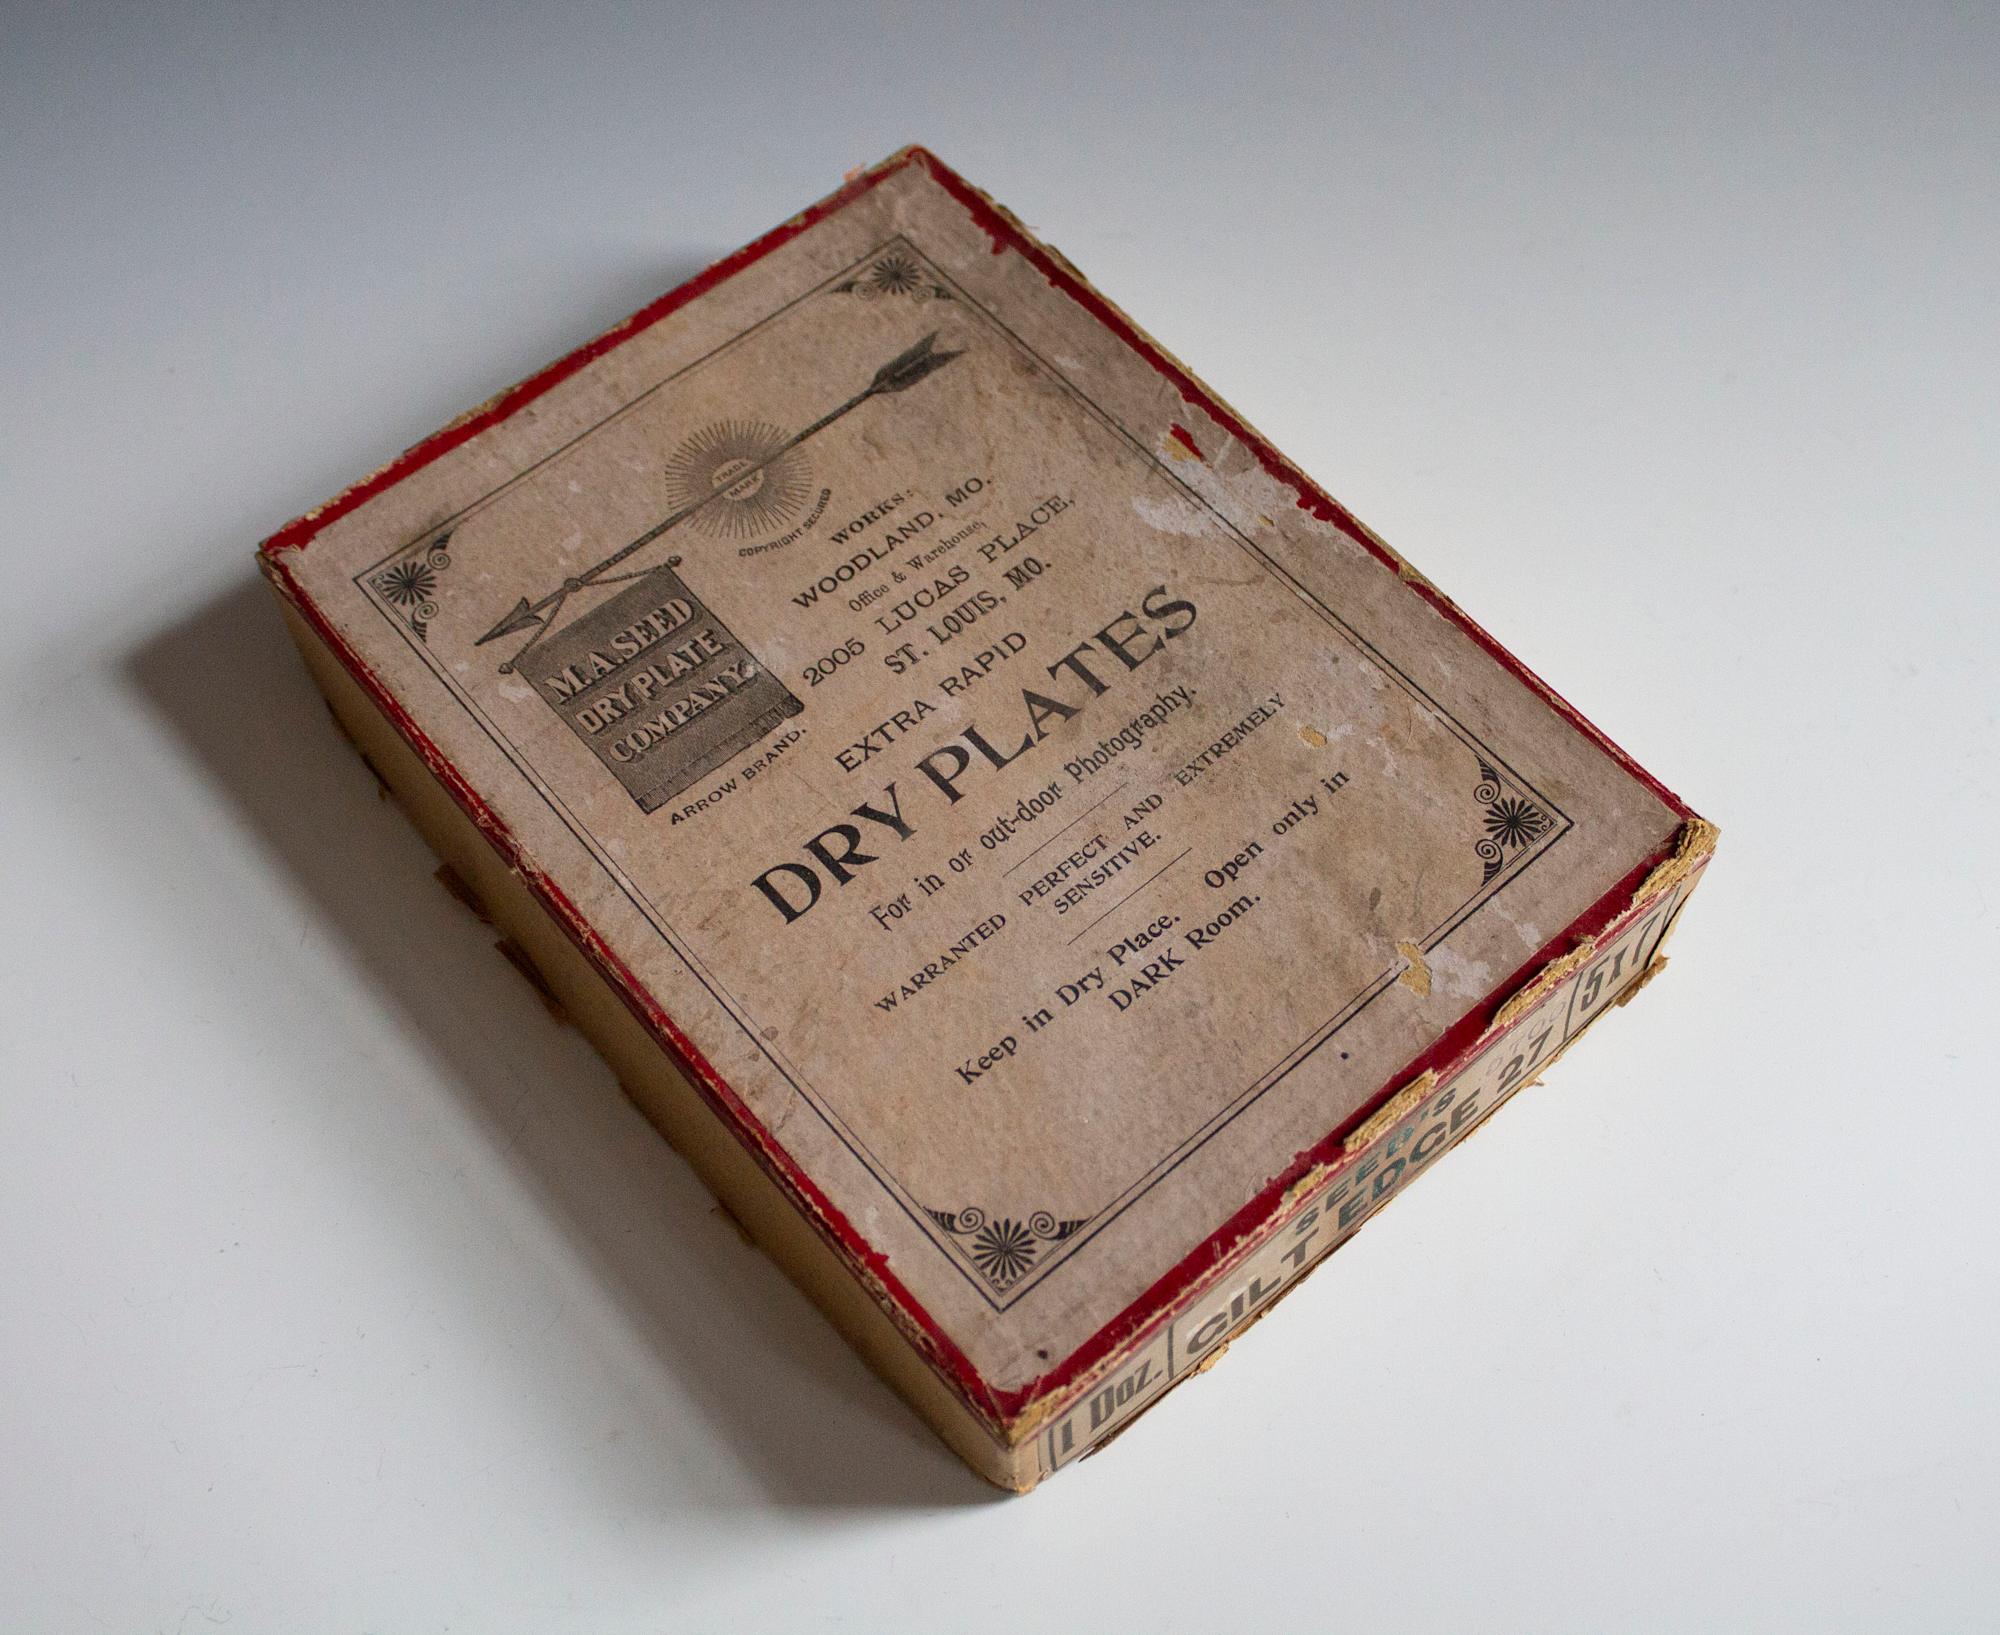 TRADE
MARK
COPYRIGHT SECURED
M.A.SEED
DRY PLATE
COMPANY.
ARROW BRAND.
WORKS:
WOODLAND, MO.
Office & Warehouse,
2005 LUCAS PLACE,
ST. LOUIS, MO.
EXTRA RAPID
DRY PLATES
For in or out-door Photography.
WARRANTED PERFECT AND EXTREMELY
SENSITIVE.
Keep in Dry Place. Open only in
DARK Room.
1 Doz.
SEED'S
GILT EDGE 27
5x7